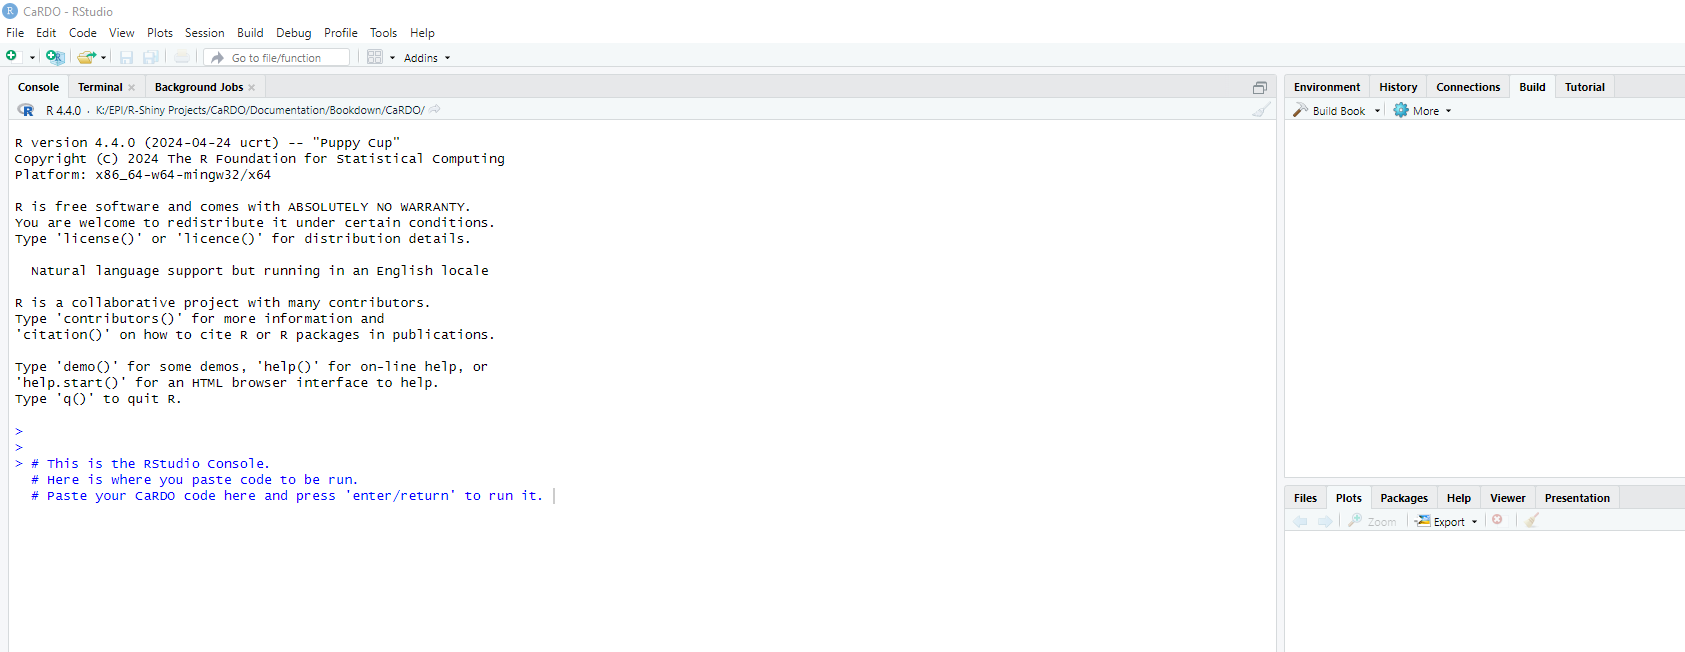 CaRDO - RStudio
File Edit Code View Plots Session Build Debug Profile Tools Help
Go to file/function Addins
Console Terminal Background Jobs
R 4.4.0 · K:/EPI/R-Shiny Projects/CaRDO/Documentation/Bookdown/CaRDO/
R version 4.4.0 (2024-04-24 ucrt) -- "Puppy Cup"
Copyright (C) 2024 The R Foundation for Statistical Computing
Platform: x86_64-w64-mingw32/x64
R is free software and comes with ABSOLUTELY NO WARRANTY.
You are welcome to redistribute it under certain conditions.
Type 'license()' or 'licence()' for distribution details.
Natural language support but running in an English locale
R is a collaborative project with many contributors.
Type 'contributors()' for more information and
'citation()' on how to cite R or R packages in publications.
Type 'demo()' for some demos, 'help()' for on-line help, or
'help.start()' for an HTML browser interface to help.
Type 'q()' to quit R.
>
>
> # This is the RStudio Console.
# Here is where you paste code to be run.
# Paste your CaRDO code here and press 'enter/return' to run it.
Environment History Connections Build Tutorial
Build Book More
Files Plots Packages Help Viewer Presentation
Zoom Export